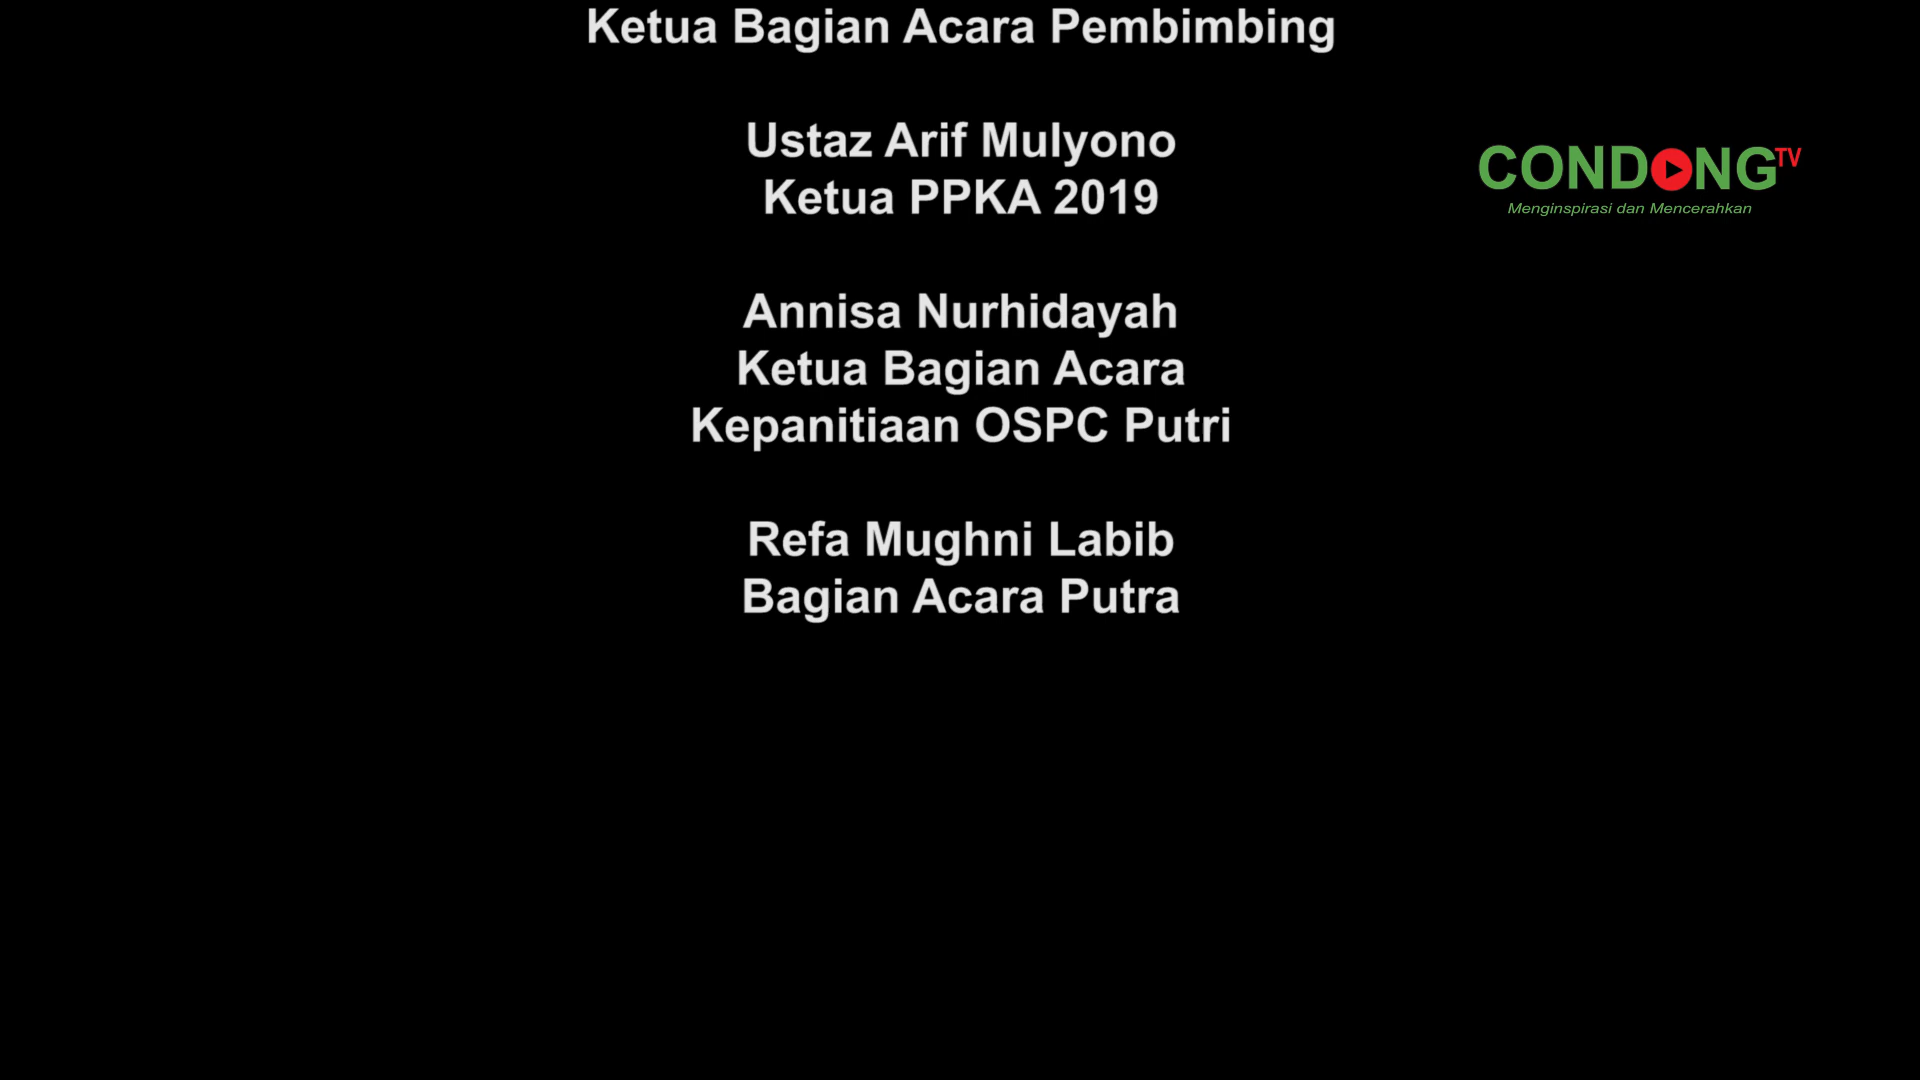 Ketua Bagian Acara Pembimbing
Ustaz Arif Mulyono
Ketua PPKA 2019
CONDONG TV
Menginspirasi dan Mencerahkan
Annisa Nurhidayah
Ketua Bagian Acara
Kepanitiaan OSPC Putri
Refa Mughni Labib
Bagian Acara Putra